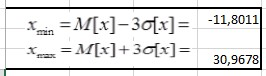 x_min = M[x] − 3σ[x] = -11,8011
x_max = M[x] + 3σ[x] = 30,9678